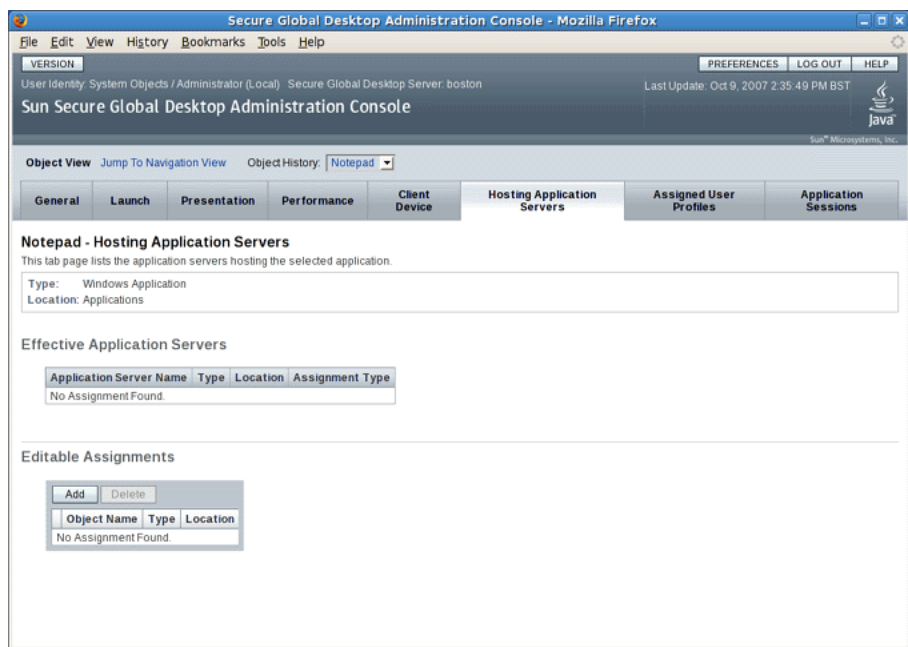 Secure Global Desktop Administration Console - Mozilla Firefox
File Edit View History Bookmarks Tools Help
VERSION PREFERENCES LOG OUT HELP
User Identity: System Objects / Administrator (Local) Secure Global Desktop Server: boston Last Update: Oct 9, 2007 2:35:49 PM BST
Sun Secure Global Desktop Administration Console
Java
Sun™ Microsystems, Inc.
Object View Jump To Navigation View Object History: Notepad
General Launch Presentation Performance Client Device Hosting Application Servers Assigned User Profiles Application Sessions
Notepad - Hosting Application Servers
This tab page lists the application servers hosting the selected application.
Type: Windows Application
Location: Applications
Effective Application Servers
Application Server Name Type Location Assignment Type
No Assignment Found.
Editable Assignments
Add Delete
Object Name Type Location
No Assignment Found.